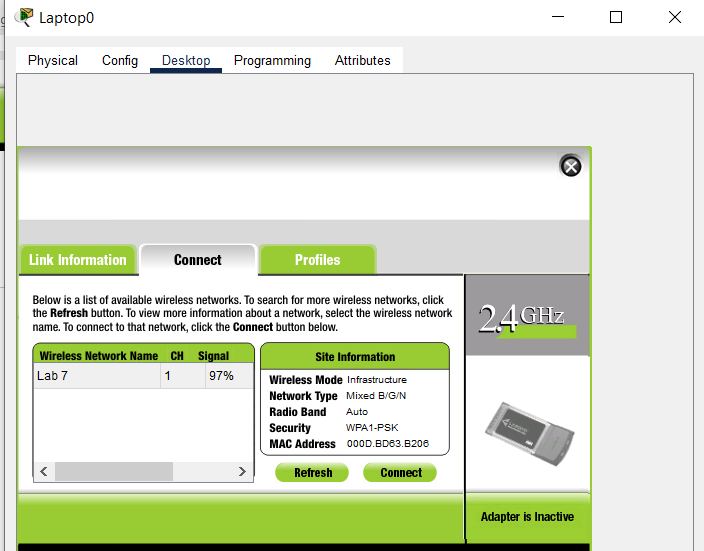 Laptop0
Physical Config Desktop Programming Attributes
Link Information Connect Profiles
Below is a list of available wireless networks. To search for more wireless networks, click
the Refresh button. To view more information about a network, select the wireless network
name. To connect to that network, click the Connect button below.
2.4GHz
Wireless Network Name CH Signal
Lab 7 1 97%
Site Information
Wireless Mode Infrastructure
Network Type Mixed B/G/N
Radio Band Auto
Security WPA1-PSK
MAC Address 000D.BD63.B206
Refresh Connect
Adapter is Inactive